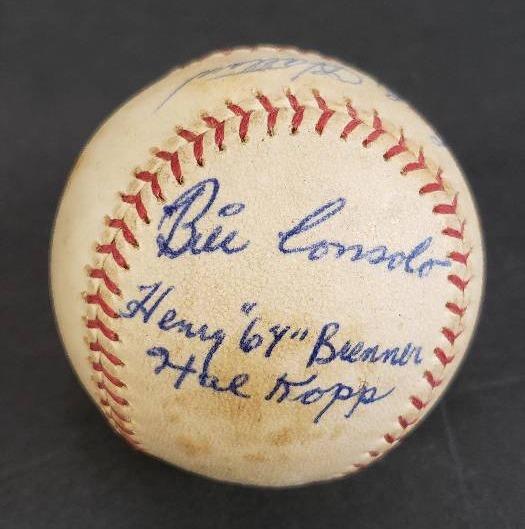 Bill Consolo
Henry "64" Brenner
Hal Kopp